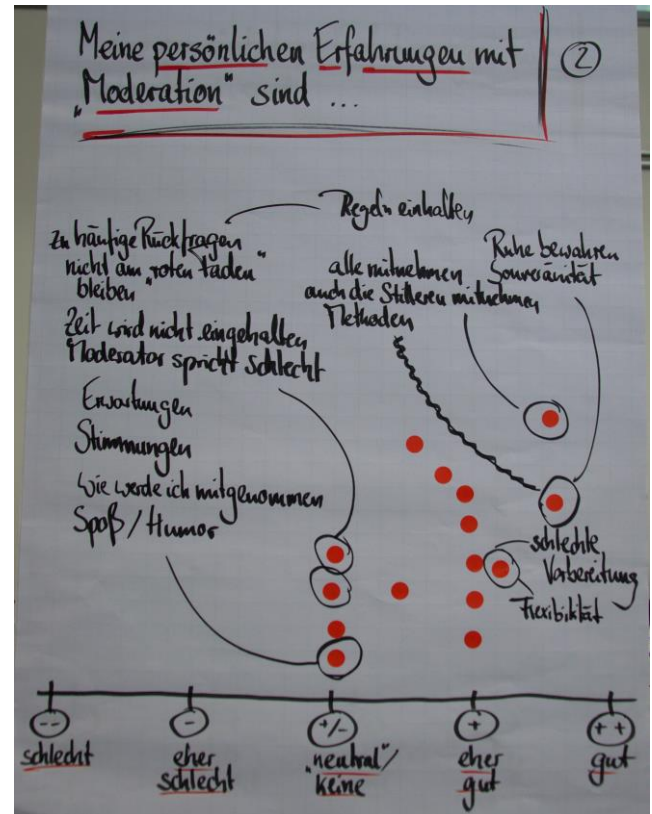 Meine persönlichen Erfahrungen mit
"Moderation" sind ...
2
Regeln einhalten
zu häufige Rückfragen
nicht am "roten Faden"
bleiben
Zeit wird nicht eingehalten
Moderator spricht schlecht
Erwartungen
Stimmungen
Wie werde ich mitgenommen
Spaß / Humor
alle mitnehmen
auch die Stilleren mitnehmen
Methoden
Ruhe bewahren
Souveränität
schlechte
Vorbereitung
Flexibilität
-- - +/- + ++
schlecht eher "neutral"/ eher gut
schlecht keine gut